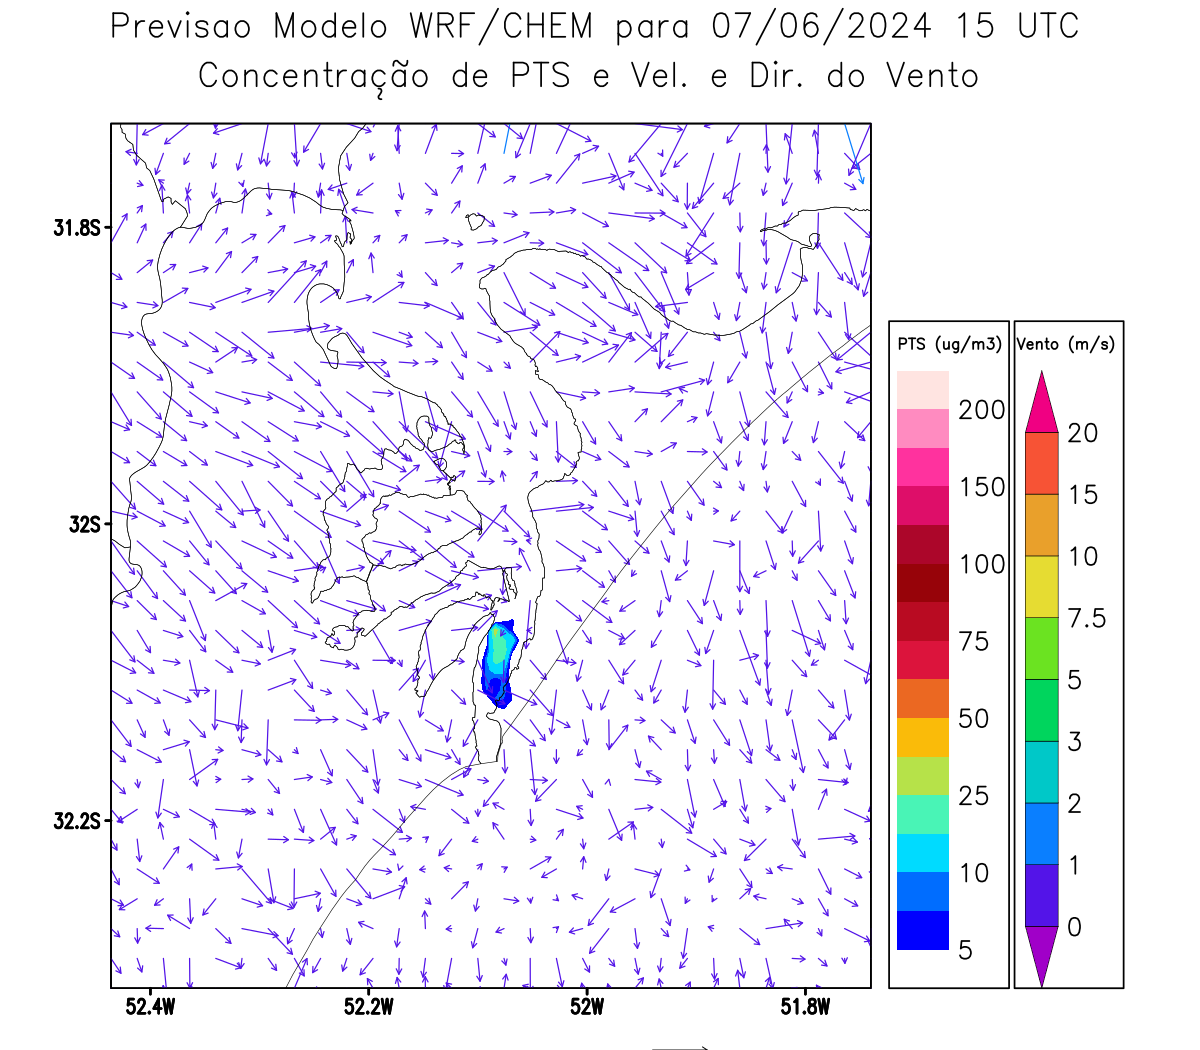 Previsao Modelo WRF/CHEM para 07/06/2024 15 UTC
Concentração de PTS e Vel. e Dir. do Vento
31.8S
32S
32.2S
52.4W
52.2W
52W
51.8W
PTS (ug/m3)
200
150
100
75
50
25
10
5
Vento (m/s)
20
15
10
7.5
5
3
2
1
0